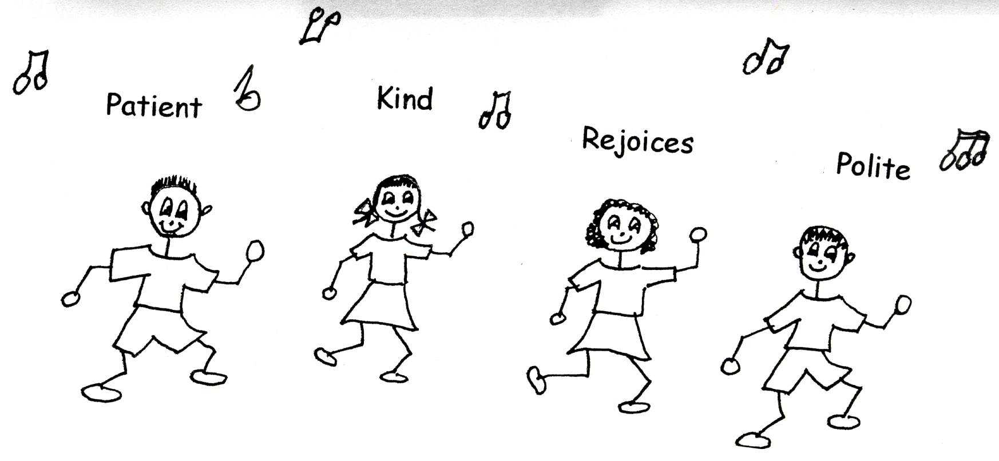 Patient
Kind
Rejoices
Polite